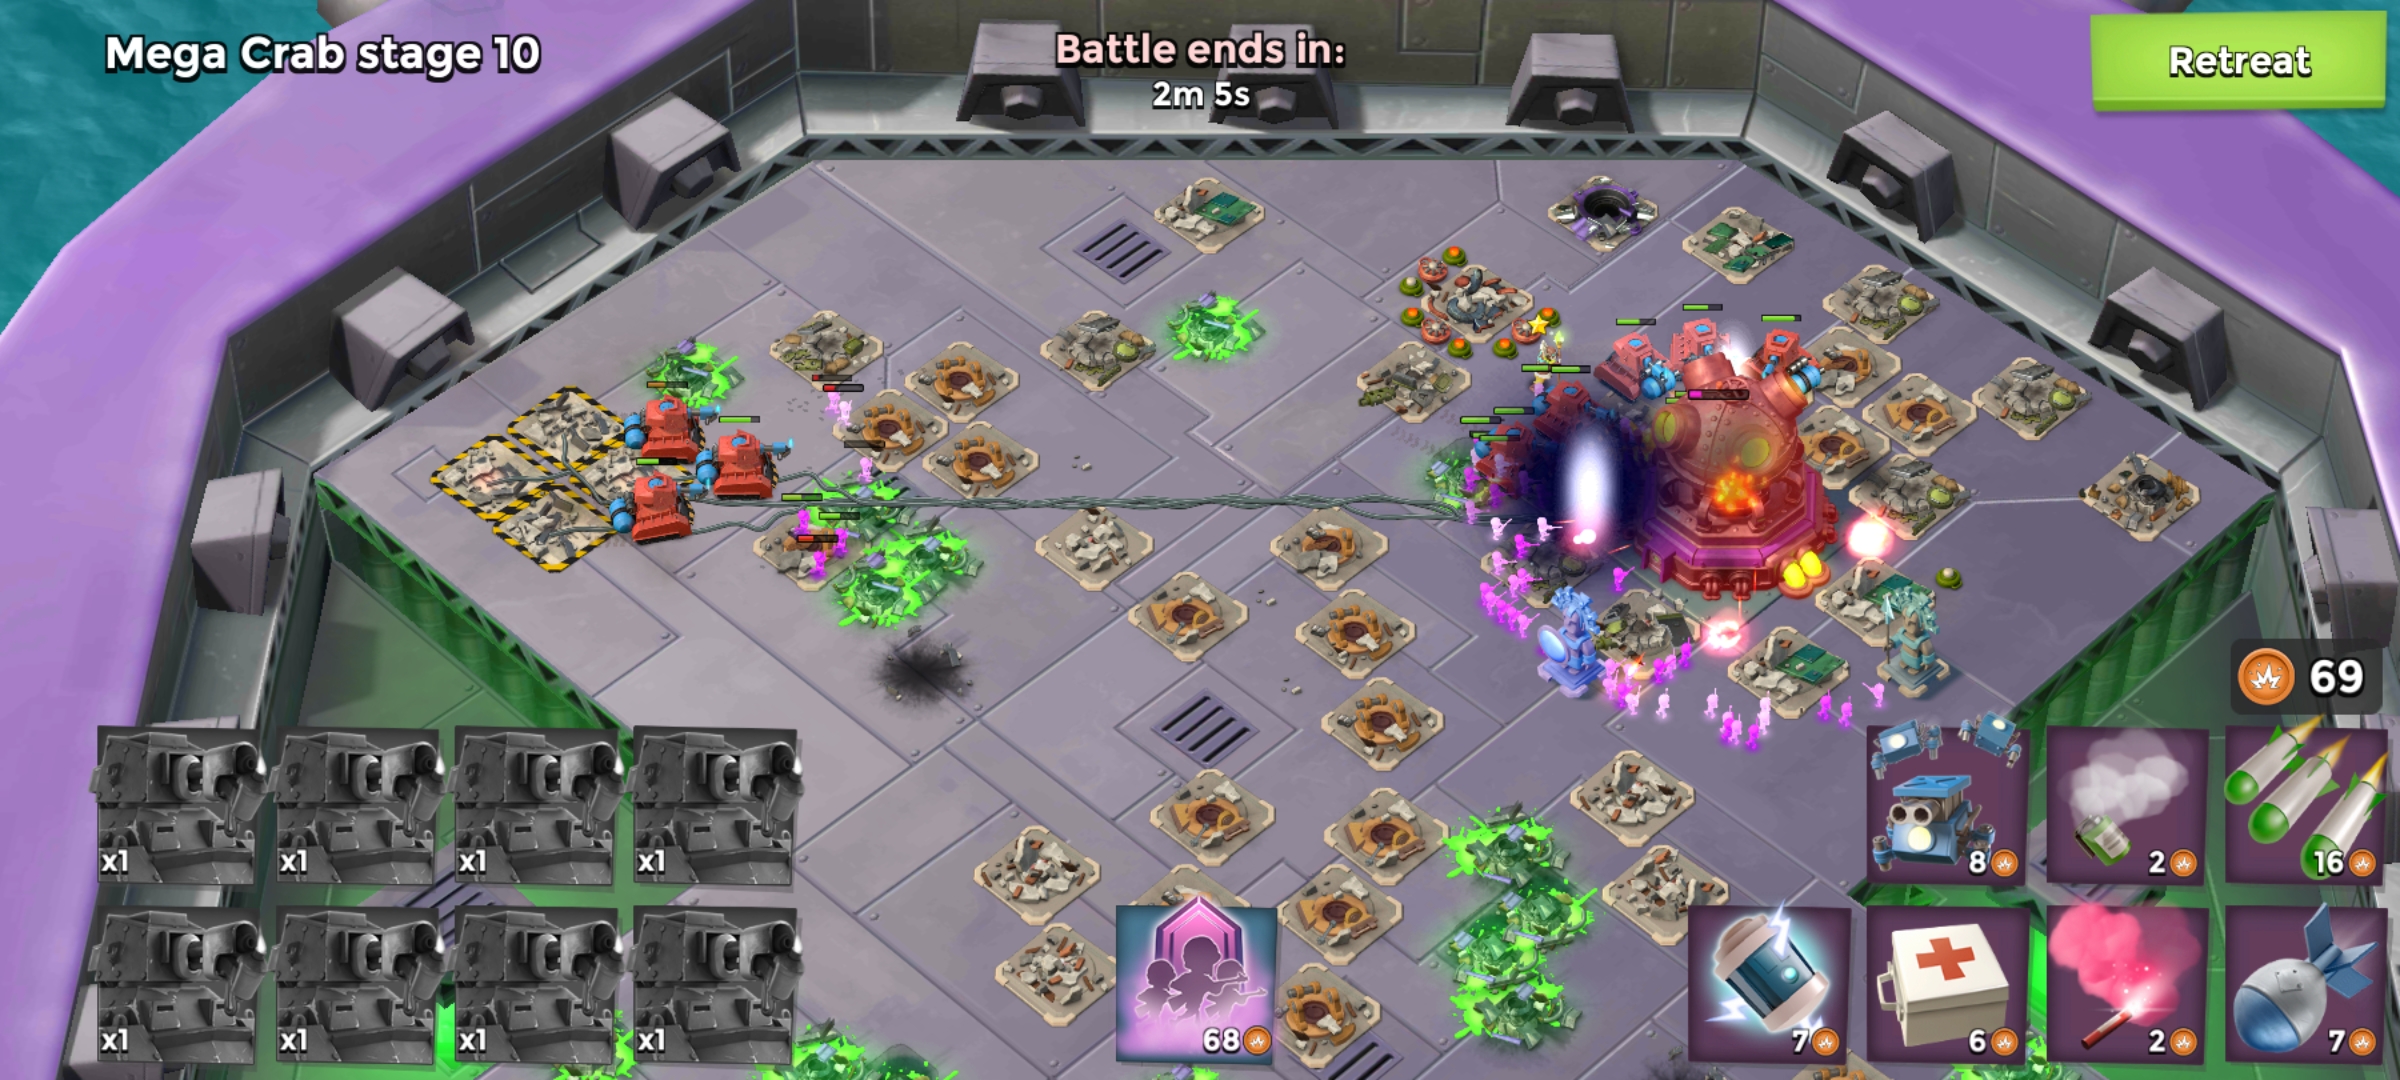 Mega Crab stage 10
Battle ends in:
2m 5s
Retreat
69
x1
x1
x1
x1
8
2
16
x1
x1
x1
x1
68
7
6
2
7